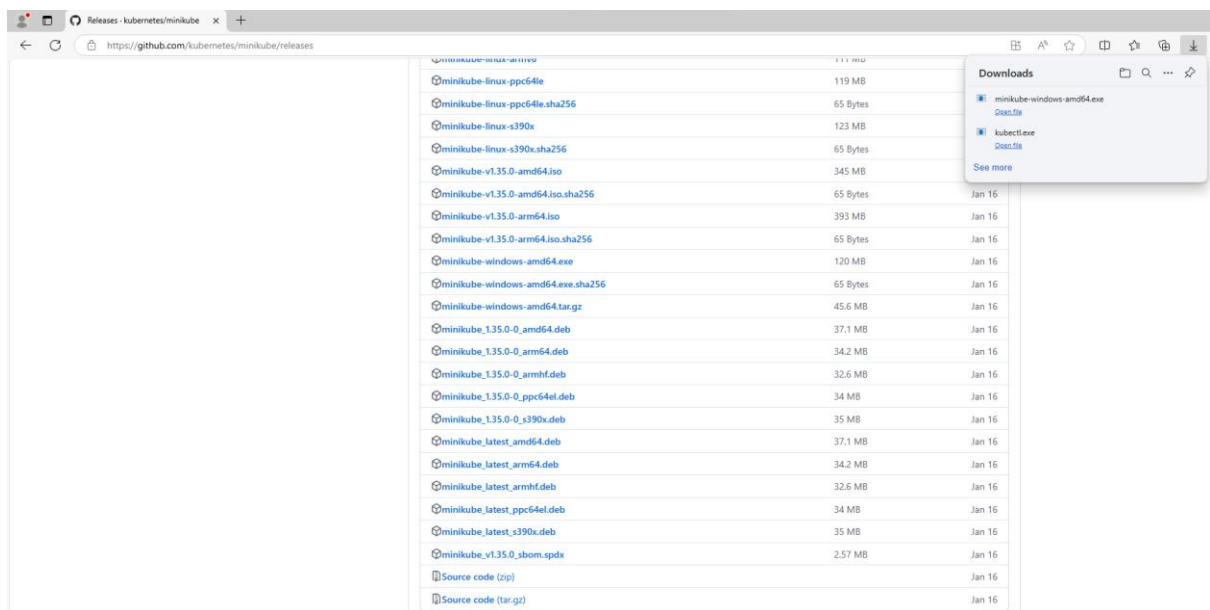 Releases · kubernetes/minikube
https://github.com/kubernetes/minikube/releases
Downloads
minikube-windows-amd64.exe
Open file
kubectl.exe
Open file
See more
minikube-linux-armv6 111 MB
minikube-linux-ppc64le 119 MB
minikube-linux-ppc64le.sha256 65 Bytes
minikube-linux-s390x 123 MB
minikube-linux-s390x.sha256 65 Bytes
minikube-v1.35.0-amd64.iso 345 MB
minikube-v1.35.0-amd64.iso.sha256 65 Bytes Jan 16
minikube-v1.35.0-arm64.iso 393 MB Jan 16
minikube-v1.35.0-arm64.iso.sha256 65 Bytes Jan 16
minikube-windows-amd64.exe 120 MB Jan 16
minikube-windows-amd64.exe.sha256 65 Bytes Jan 16
minikube-windows-amd64.tar.gz 45.6 MB Jan 16
minikube_1.35.0-0_amd64.deb 37.1 MB Jan 16
minikube_1.35.0-0_arm64.deb 34.2 MB Jan 16
minikube_1.35.0-0_armhf.deb 32.6 MB Jan 16
minikube_1.35.0-0_ppc64el.deb 34 MB Jan 16
minikube_1.35.0-0_s390x.deb 35 MB Jan 16
minikube_latest_amd64.deb 37.1 MB Jan 16
minikube_latest_arm64.deb 34.2 MB Jan 16
minikube_latest_armhf.deb 32.6 MB Jan 16
minikube_latest_ppc64el.deb 34 MB Jan 16
minikube_latest_s390x.deb 35 MB Jan 16
minikube_v1.35.0_sbom.spdx 2.57 MB Jan 16
Source code (zip) Jan 16
Source code (tar.gz) Jan 16